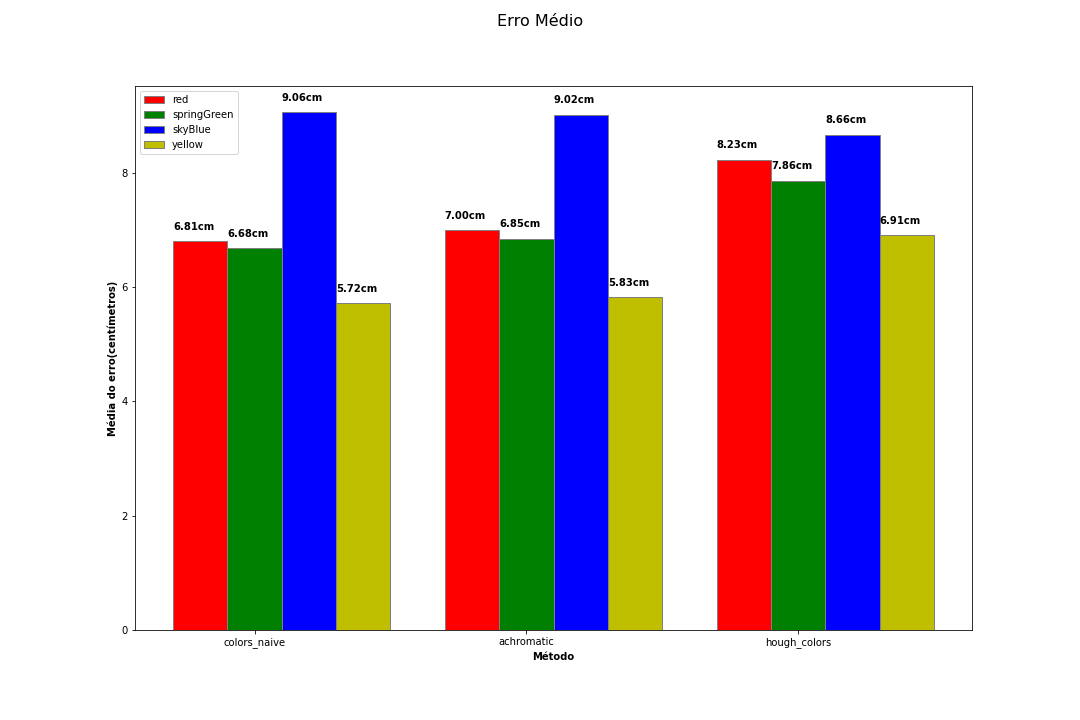 Erro Médio
red
springGreen
skyBlue
yellow
9.06cm
9.02cm
8.66cm
8.23cm
7.86cm
6.81cm
6.68cm
7.00cm
6.85cm
6.91cm
5.72cm
5.83cm
8
6
4
2
0
Média do erro(centímetros)
colors_naive
achromatic
hough_colors
Método